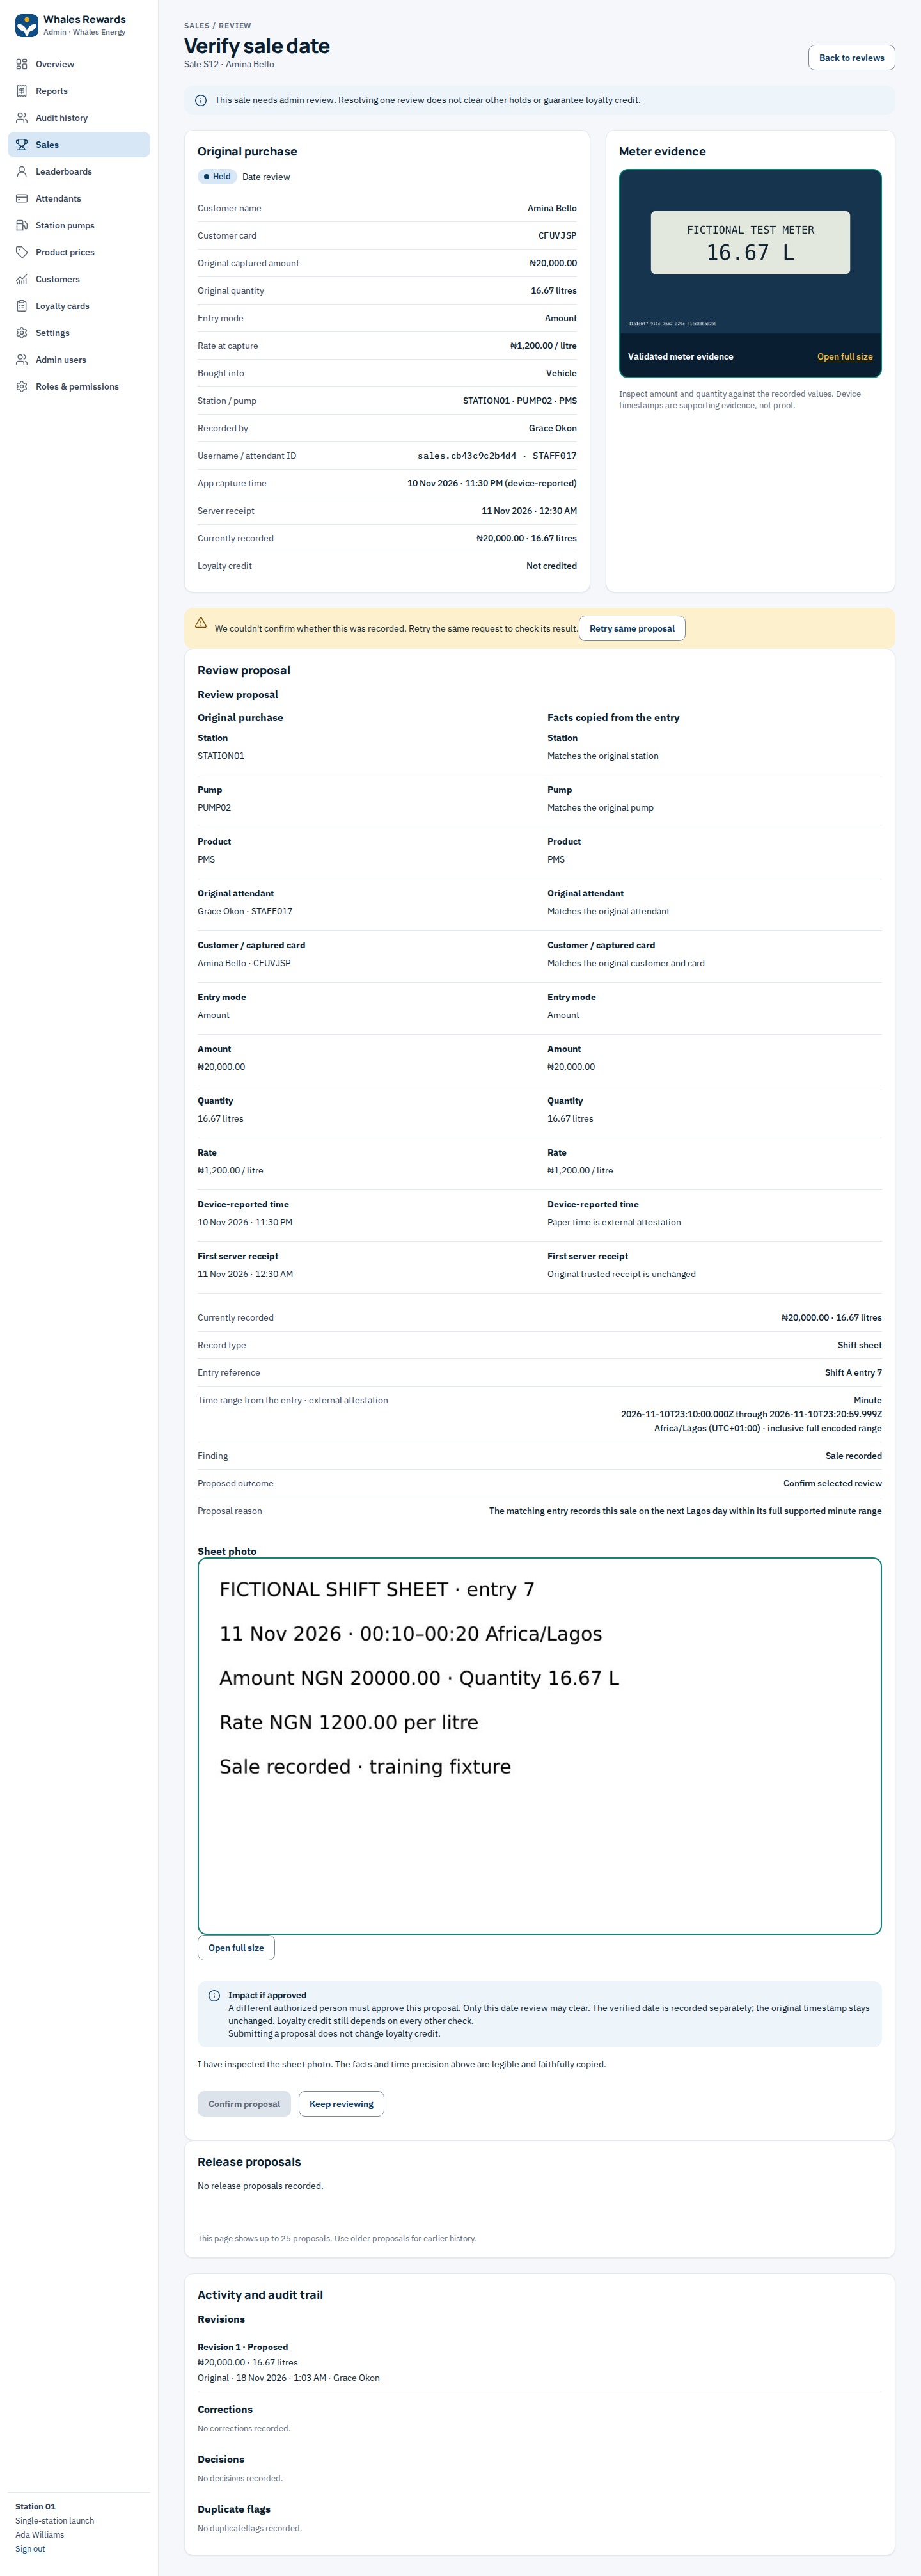 Whales Rewards
Admin · Whales Energy
Overview
Reports
Audit history
Sales
Leaderboards
Attendants
Station pumps
Product prices
Customers
Loyalty cards
Settings
Admin users
Roles & permissions
Station 01
Single-station launch
Ada Williams
Sign out
SALES / REVIEW
Verify sale date
Sale S12 · Amina Bello
Back to reviews
This sale needs admin review. Resolving one review does not clear other holds or guarantee loyalty credit.
Original purchase
Held Date review
Customer name Amina Bello
Customer card CFUVJSP
Original captured amount ₦20,000.00
Original quantity 16.67 litres
Entry mode Amount
Rate at capture ₦1,200.00 / litre
Bought into Vehicle
Station / pump STATION01 · PUMP02 · PMS
Recorded by Grace Okon
Username / attendant ID sales.cb43c9c2b4d4 · STAFF017
App capture time 10 Nov 2026 · 11:30 PM (device-reported)
Server receipt 11 Nov 2026 · 12:30 AM
Currently recorded ₦20,000.00 · 16.67 litres
Loyalty credit Not credited
Meter evidence
FICTIONAL TEST METER
16.67 L
Validated meter evidence Open full size
Inspect amount and quantity against the recorded values. Device
timestamps are supporting evidence, not proof.
We couldn't confirm whether this was recorded. Retry the same request to check its result. Retry same proposal
Review proposal
Review proposal
Original purchase Facts copied from the entry
Station Station
STATION01 Matches the original station
Pump Pump
PUMP02 Matches the original pump
Product Product
PMS PMS
Original attendant Original attendant
Grace Okon · STAFF017 Matches the original attendant
Customer / captured card Customer / captured card
Amina Bello · CFUVJSP Matches the original customer and card
Entry mode Entry mode
Amount Amount
Amount Amount
₦20,000.00 ₦20,000.00
Quantity Quantity
16.67 litres 16.67 litres
Rate Rate
₦1,200.00 / litre ₦1,200.00 / litre
Device-reported time Device-reported time
10 Nov 2026 · 11:30 PM Paper time is external attestation
First server receipt First server receipt
11 Nov 2026 · 12:30 AM Original trusted receipt is unchanged
Currently recorded ₦20,000.00 · 16.67 litres
Record type Shift sheet
Entry reference Shift A entry 7
Time range from the entry · external attestation Minute
2026-11-10T23:10:00.000Z through 2026-11-10T23:20:59.999Z
Africa/Lagos (UTC+01:00) · inclusive full encoded range
Finding Sale recorded
Proposed outcome Confirm selected review
Proposal reason The matching entry records this sale on the next Lagos day within its full supported minute range
Sheet photo
FICTIONAL SHIFT SHEET · entry 7
11 Nov 2026 · 00:10–00:20 Africa/Lagos
Amount NGN 20000.00 · Quantity 16.67 L
Rate NGN 1200.00 per litre
Sale recorded · training fixture
Open full size
Impact if approved
A different authorized person must approve this proposal. Only this date review may clear. The verified date is recorded separately; the original timestamp stays
unchanged. Loyalty credit still depends on every other check.
Submitting a proposal does not change loyalty credit.
I have inspected the sheet photo. The facts and time precision above are legible and faithfully copied.
Confirm proposal Keep reviewing
Release proposals
No release proposals recorded.
This page shows up to 25 proposals. Use older proposals for earlier history.
Activity and audit trail
Revisions
Revision 1 · Proposed
₦20,000.00 · 16.67 litres
Original · 18 Nov 2026 · 1:03 AM · Grace Okon
Corrections
No corrections recorded.
Decisions
No decisions recorded.
Duplicate flags
No duplicateflags recorded.